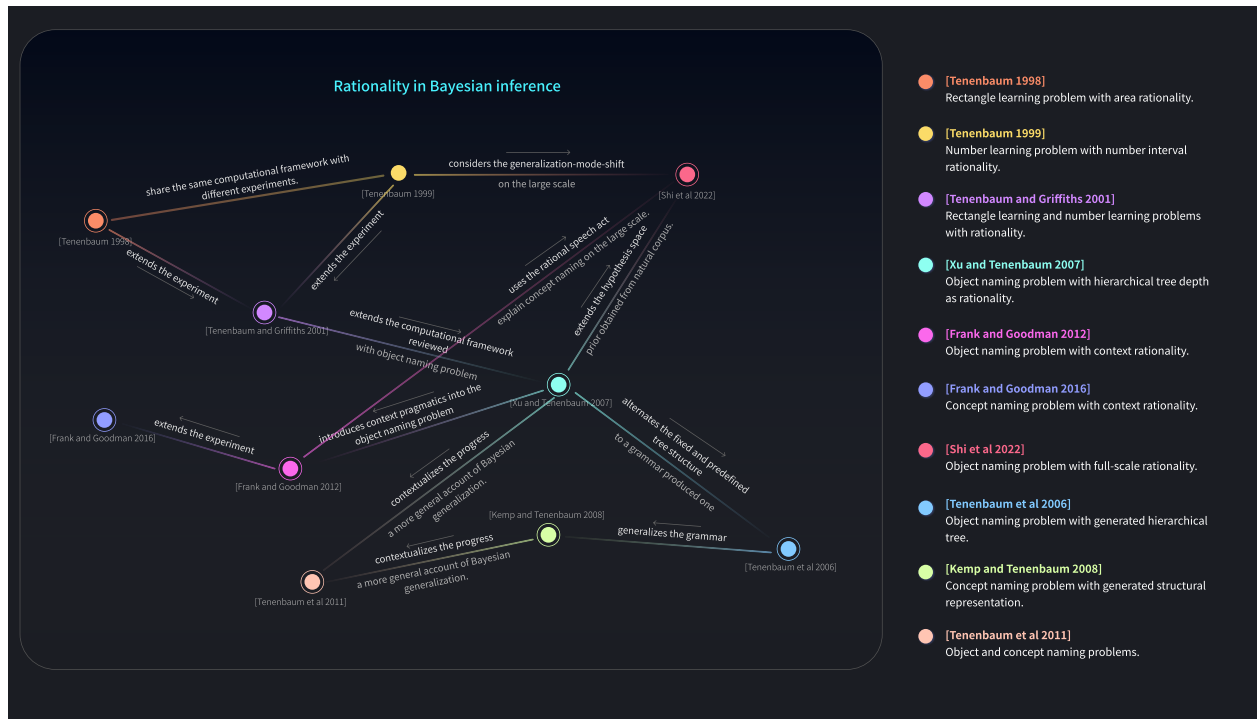 Rationality in Bayesian inference
share the same computational framework with
different experiments.
[Tenenbaum 1999]
considers the generalization-mode-shift
on the large scale
[Shi et al 2022]
[Tenenbaum 1998]
extends the experiment
extends the experiment
[Tenenbaum and Griffiths 2001]
uses the rational speech act
explain concept naming on the large scale.
extends the hypothesis space
prior obtained from natural corpus.
extends the computational framework
reviewed
with object naming problem
[Xu and Tenenbaum 2007]
introduces context pragmatics into the
object naming problem
[Frank and Goodman 2016]
extends the experiment
[Frank and Goodman 2012]
contextualizes the progress
a more general account of Bayesian
generalization.
alternates the fixed and predefined
tree structure
to a grammar produced one
[Kemp and Tenenbaum 2008]
generalizes the grammar
[Tenenbaum et al 2006]
contextualizes the progress
a more general account of Bayesian
generalization.
[Tenenbaum et al 2011]
[Tenenbaum 1998]
Rectangle learning problem with area rationality.
[Tenenbaum 1999]
Number learning problem with number interval
rationality.
[Tenenbaum and Griffiths 2001]
Rectangle learning and number learning problems
with rationality.
[Xu and Tenenbaum 2007]
Object naming problem with hierarchical tree depth
as rationality.
[Frank and Goodman 2012]
Object naming problem with context rationality.
[Frank and Goodman 2016]
Concept naming problem with context rationality.
[Shi et al 2022]
Object naming problem with full-scale rationality.
[Tenenbaum et al 2006]
Object naming problem with generated hierarchical
tree.
[Kemp and Tenenbaum 2008]
Concept naming problem with generated structural
representation.
[Tenenbaum et al 2011]
Object and concept naming problems.